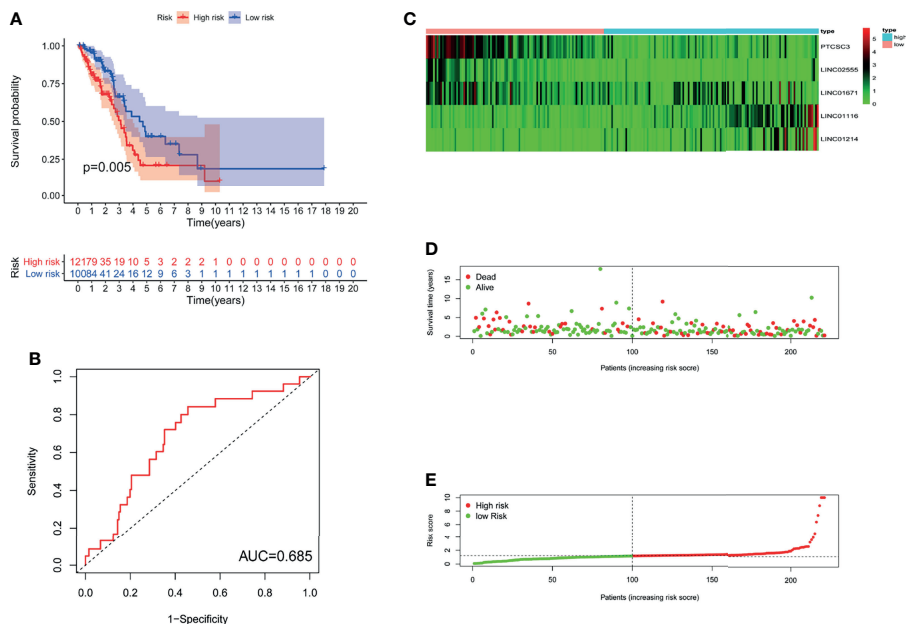 A
Risk High risk Low risk
Survival probability
1.00
0.75
0.50
0.25
0.00
p=0.005
0 1 2 3 4 5 6 7 8 9 10 11 12 13 14 15 16 17 18 19 20
Time(years)
Risk
High risk 12179 35 19 10 5 3 2 2 2 1 0 0 0 0 0 0 0 0 0 0
Low risk 10084 41 24 16 12 9 6 3 1 1 1 1 1 1 1 1 1 0 0 0
0 1 2 3 4 5 6 7 8 9 10 11 12 13 14 15 16 17 18 19 20
Time(years)
B
Sensitivity
1.0
0.8
0.6
0.4
0.2
0.0
AUC=0.685
0.0 0.2 0.4 0.6 0.8 1.0
1-Specificity
C
type
PTCSC3
LINC02555
LINC01671
LINC01116
LINC01214
5
4
3
2
1
0
type
high
low
D
Survival time (years)
15
10
5
0
Dead
Alive
0 50 100 150 200
Patients (increasing risk socre)
E
Risk score
10
8
6
4
2
0
High risk
low Risk
0 50 100 150 200
Patients (increasing risk score)